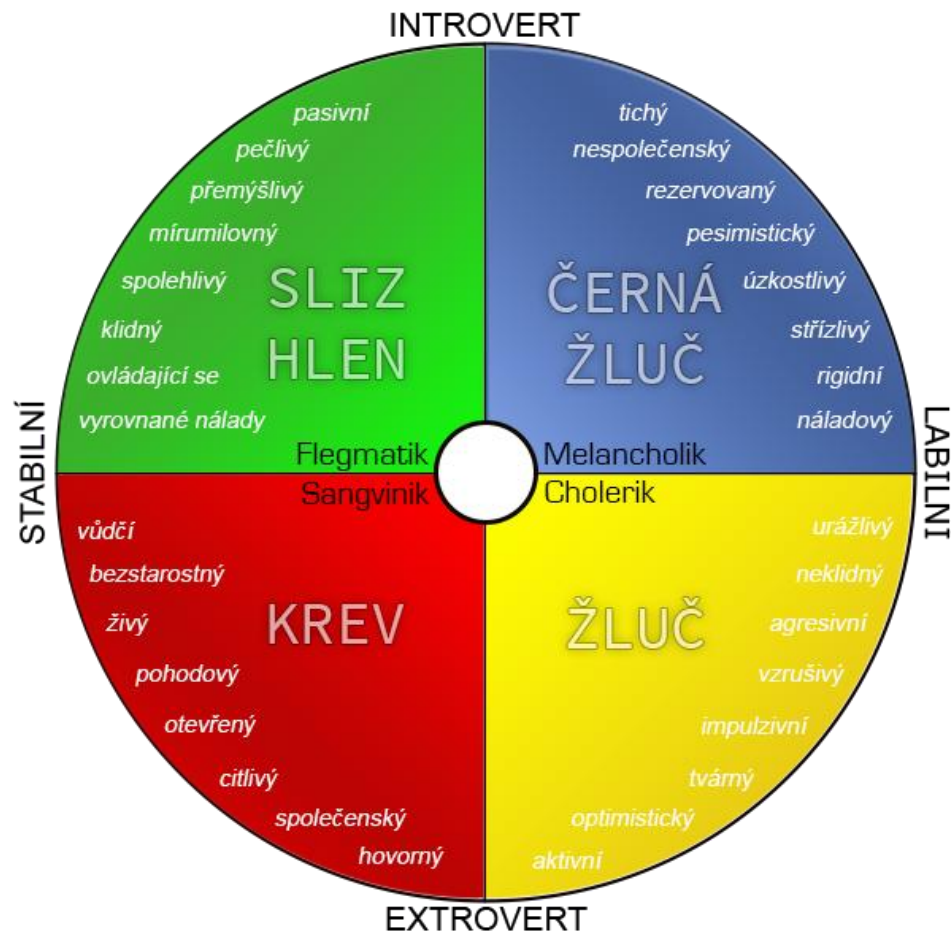 INTROVERT
pasivní
pečlivý
přemýšlivý
mírumilovný
spolehlivý
klidný
ovládající se
vyrovnané nálady
SLIZ
HLEN
Flegmatik
tichý
nespolečenský
rezervovaný
pesimistický
úzkostlivý
střízlivý
rigidní
náladový
ČERNÁ
ŽLUČ
Melancholik
STABILNÍ
LABILNI
Sangvinik
vůdčí
bezstarostný
živý
pohodový
otevřený
citlivý
společenský
hovorný
KREV
Cholerik
urážlivý
neklidný
agresivní
vzrušivý
impulzivní
tvárný
optimistický
aktivní
ŽLUČ
EXTROVERT